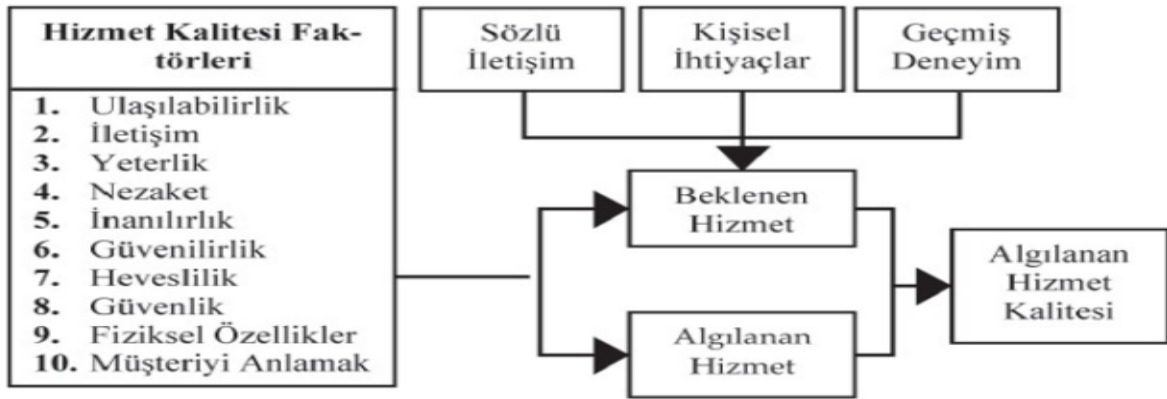 Hizmet Kalitesi Fak-
törleri
1. Ulaşılabilirlik
2. İletişim
3. Yeterlik
4. Nezaket
5. İnanılırlık
6. Güvenilirlik
7. Heveslilik
8. Güvenlik
9. Fiziksel Özellikler
10. Müşteriyi Anlamak
Sözlü
İletişim
Kişisel
İhtiyaçlar
Geçmiş
Deneyim
Beklenen
Hizmet
Algılanan
Hizmet
Algılanan
Hizmet
Kalitesi